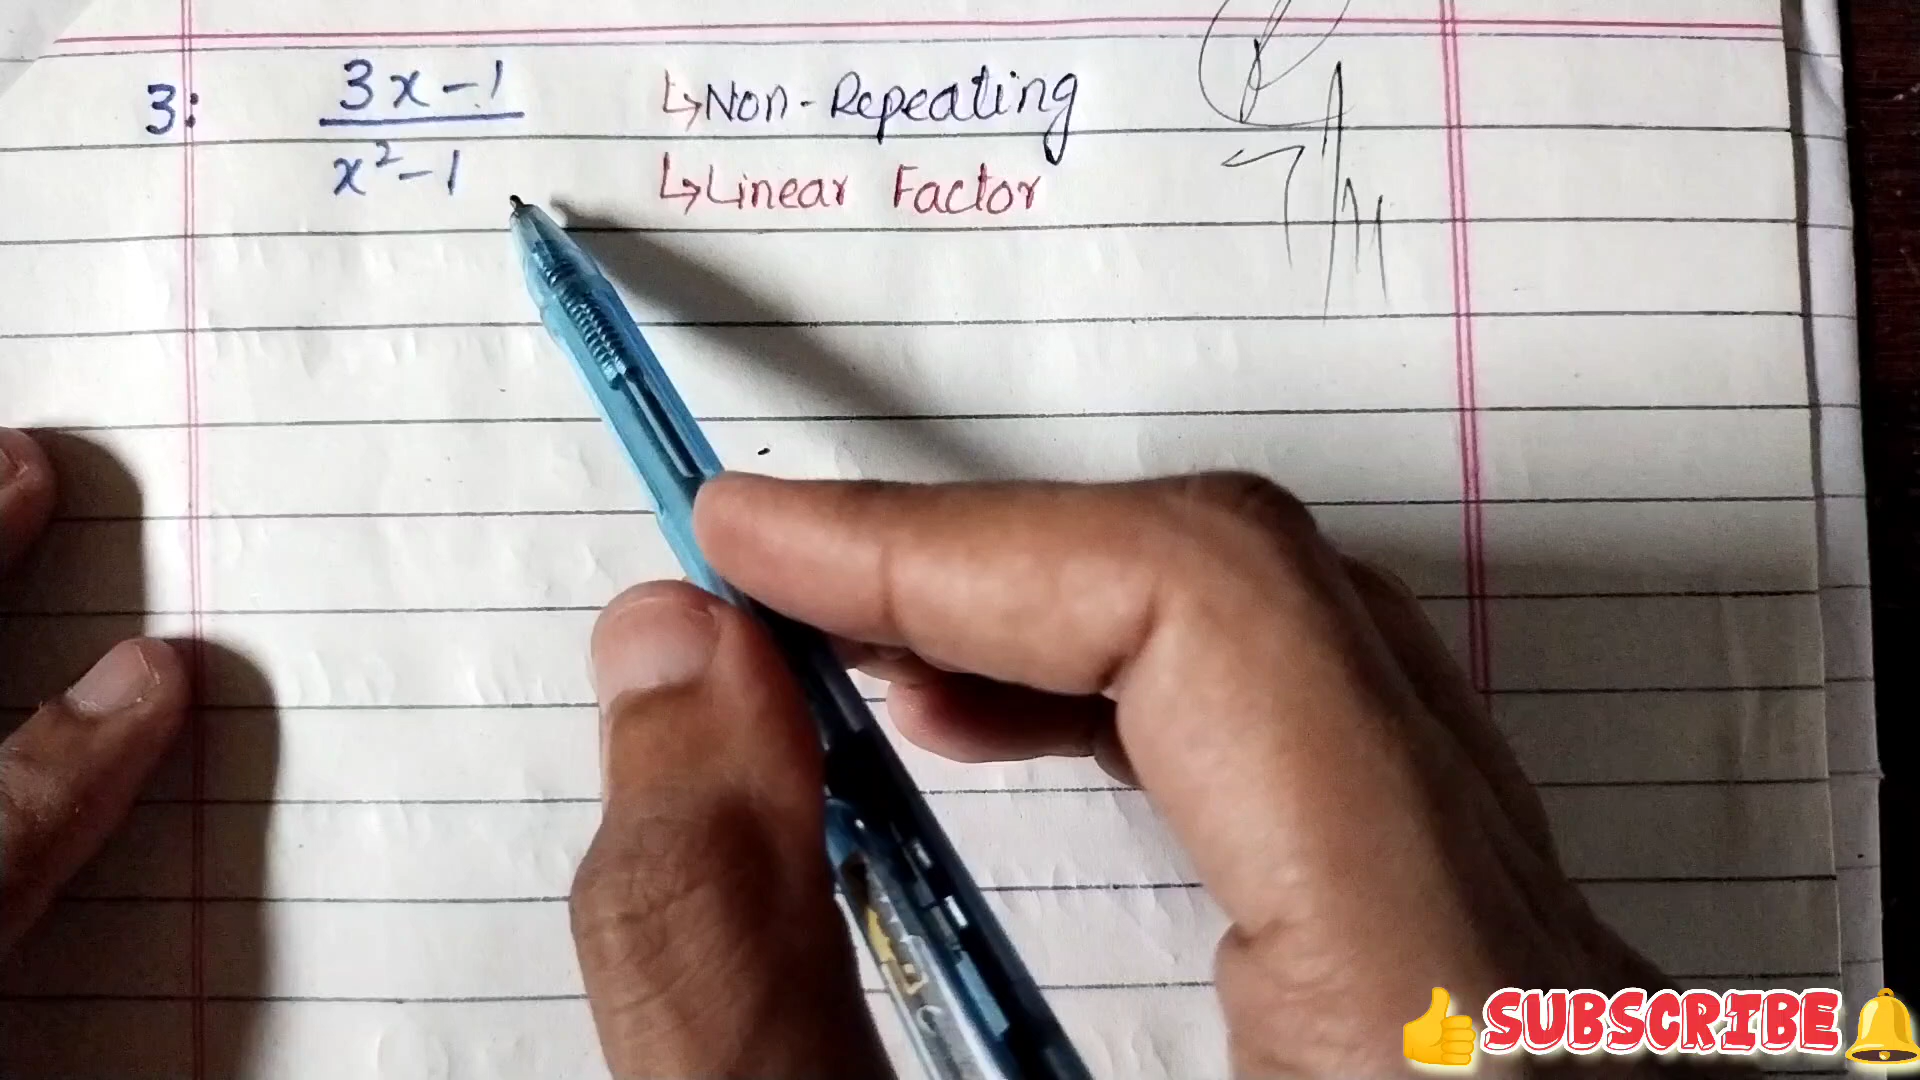 3: 3x-1 ↳Non-Repeating
x²-1 ↳Linear Factor
SUBSCRIBE